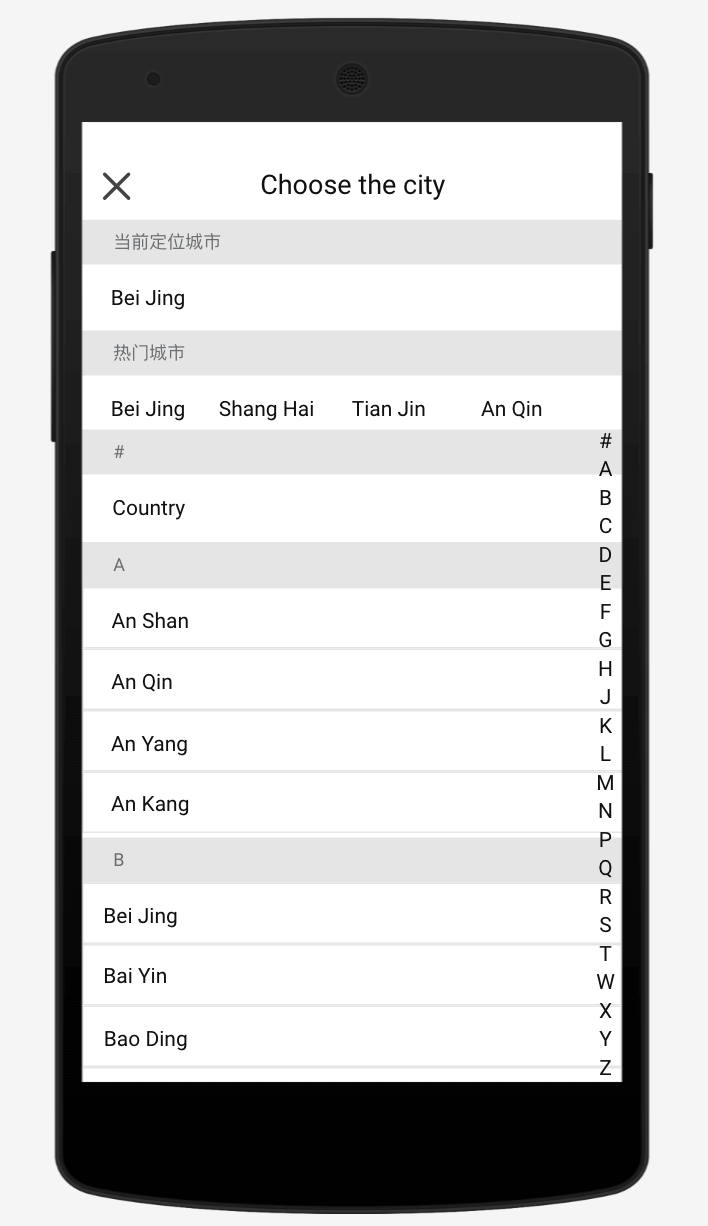 Choose the city
当前定位城市
Bei Jing
热门城市
Bei Jing Shang Hai Tian Jin An Qin
#
Country
A
An Shan
An Qin
An Yang
An Kang
B
Bei Jing
Bai Yin
Bao Ding
#
A
B
C
D
E
F
G
H
J
K
L
M
N
P
Q
R
S
T
W
X
Y
Z